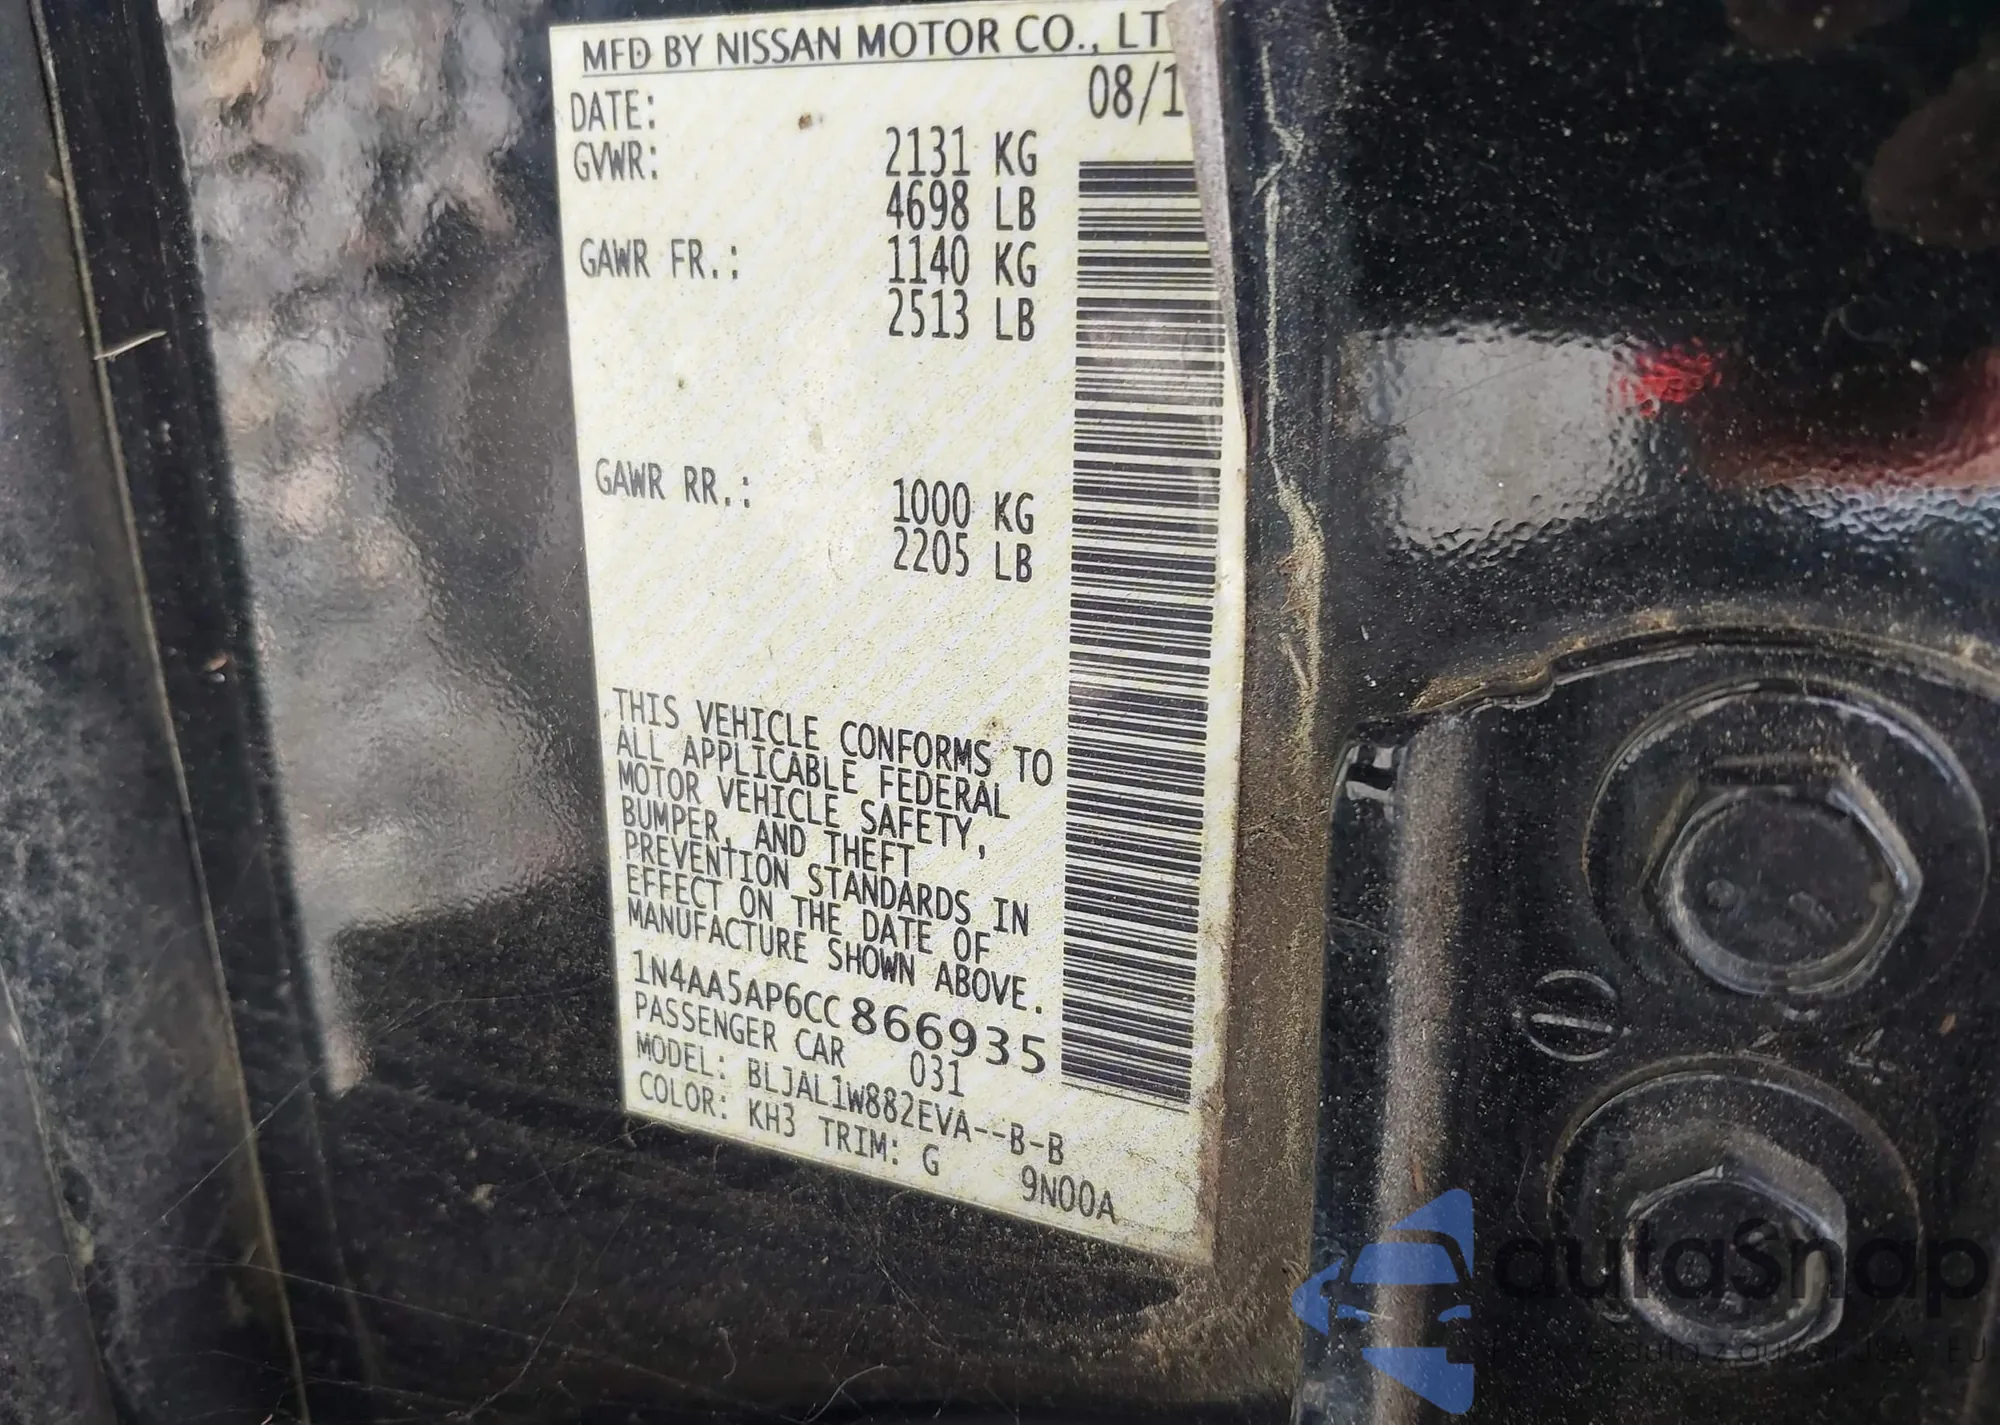 MFD BY NISSAN MOTOR CO., LT
DATE: 08/1
GVWR: 2131 KG
4698 LB
GAWR FR.: 1140 KG
2513 LB
GAWR RR.: 1000 KG
2205 LB
THIS VEHICLE CONFORMS TO
ALL APPLICABLE FEDERAL
MOTOR VEHICLE SAFETY,
BUMPER, AND THEFT
PREVENTION STANDARDS IN
EFFECT ON THE DATE OF
MANUFACTURE SHOWN ABOVE.
1N4AA5AP6CC866935
PASSENGER CAR 031
MODEL: BLJAL1W882EVA--B-B
COLOR: KH3 TRIM: G 9N00A
autaSnap